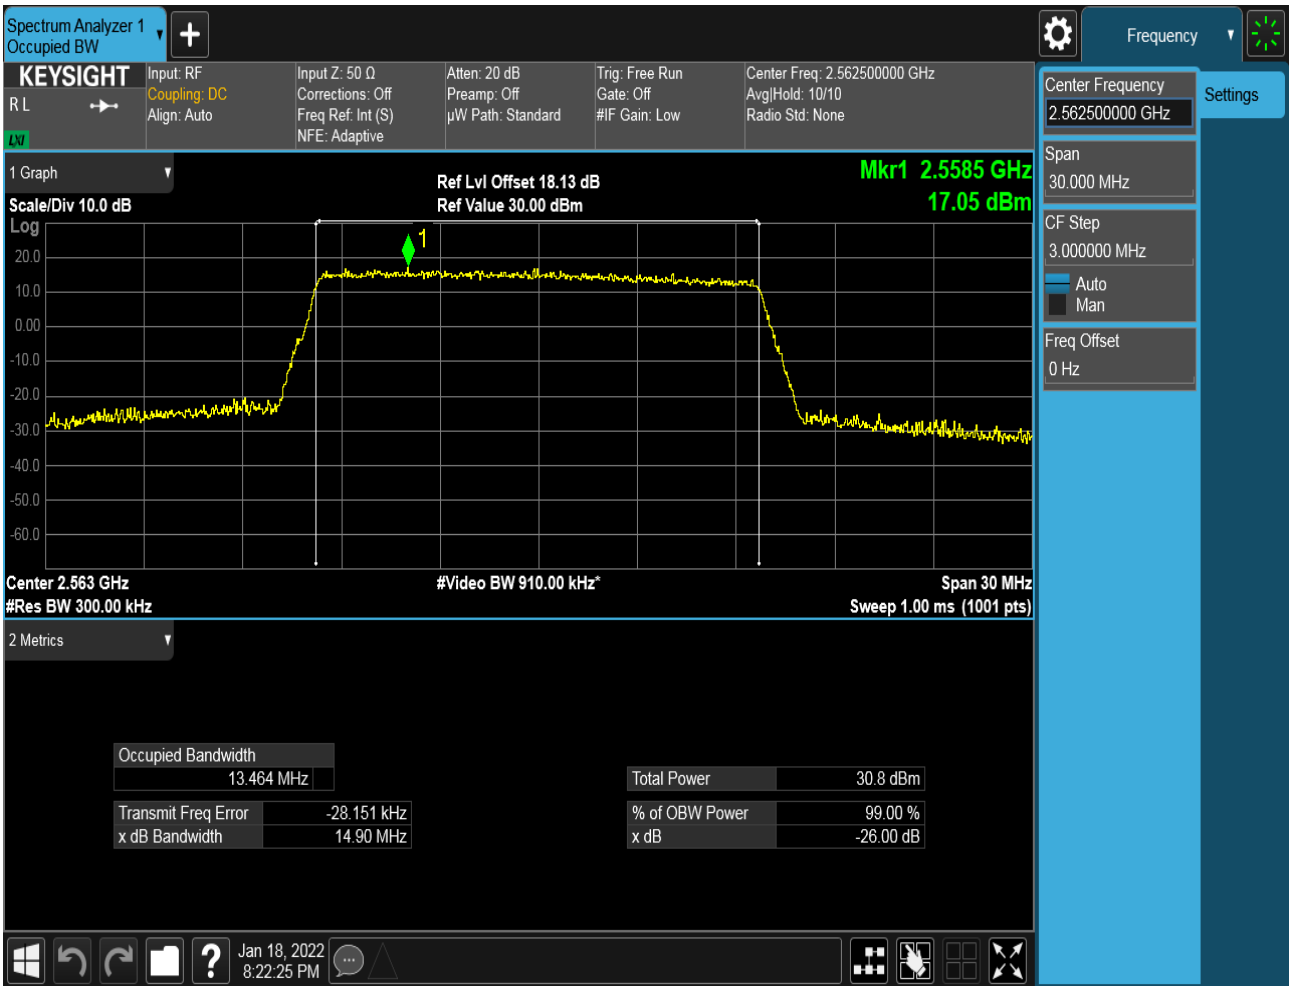 Spectrum Analyzer 1
Occupied BW
Frequency
KEYSIGHT
R L
LXI
Input: RF
Coupling: DC
Align: Auto
Input Z: 50 Ω
Corrections: Off
Freq Ref: Int (S)
NFE: Adaptive
Atten: 20 dB
Preamp: Off
µW Path: Standard
Trig: Free Run
Gate: Off
#IF Gain: Low
Center Freq: 2.562500000 GHz
Avg|Hold: 10/10
Radio Std: None
Center Frequency
2.562500000 GHz
Settings
Span
30.000 MHz
CF Step
3.000000 MHz
Auto
Man
Freq Offset
0 Hz
1 Graph
Scale/Div 10.0 dB
Ref Lvl Offset 18.13 dB
Ref Value 30.00 dBm
Mkr1 2.5585 GHz
17.05 dBm
Log
1
20.0
10.0
0.00
-10.0
-20.0
-30.0
-40.0
-50.0
-60.0
Center 2.563 GHz
#Res BW 300.00 kHz
#Video BW 910.00 kHz*
Span 30 MHz
Sweep 1.00 ms (1001 pts)
2 Metrics
Occupied Bandwidth
13.464 MHz
Transmit Freq Error -28.151 kHz
x dB Bandwidth 14.90 MHz
Total Power 30.8 dBm
% of OBW Power 99.00 %
x dB -26.00 dB
?
Jan 18, 2022
8:22:25 PM